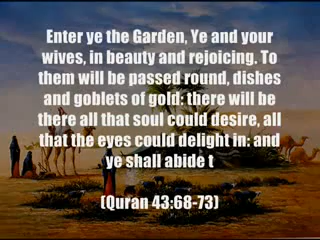 Enter ye the Garden, Ye and your
wives, in beauty and rejoicing. To
them will be passed round, dishes
and goblets of gold: there will be
there all that soul could desire, all
that the eyes could delight in: and
ye shall abide t
(Quran 43:68-73)